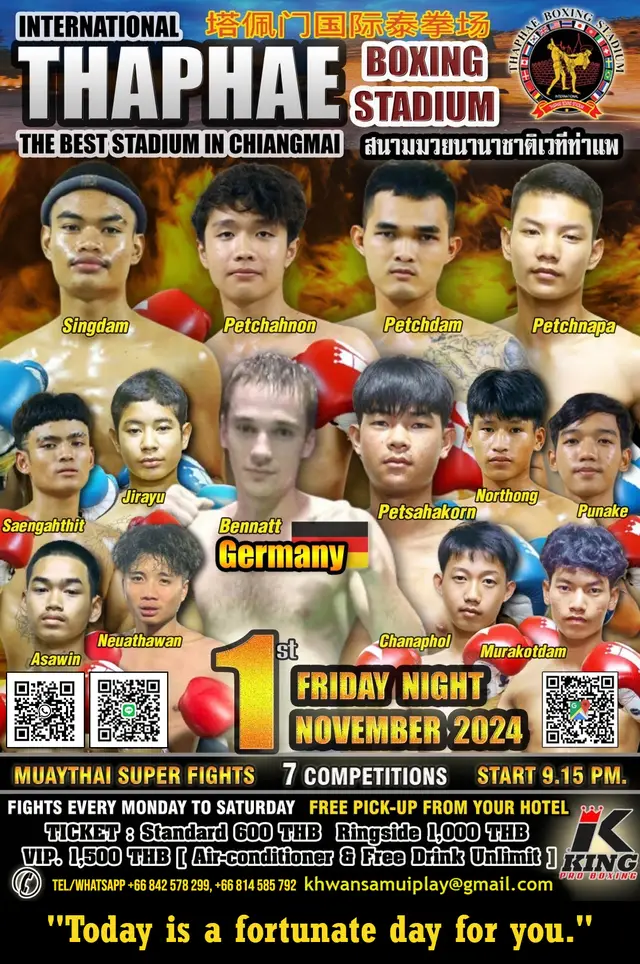 INTERNATIONAL
塔佩门国际泰拳场
THAPHAE
BOXING
STADIUM
THE BEST STADIUM IN CHIANGMAI
สนามมวยนานาชาติเวทีท่าแพ
THAPHAE BOXING STADIUM
Singdam
Petchahnon
Petchdam
Petchnapa
Saengahthit
Jirayu
Bennatt
Germany
Petsahakorn
Northong
Punake
Asawin
Neuathawan
Chanaphol
Murakotdam
1st
FRIDAY NIGHT
NOVEMBER 2024
MUAYTHAI SUPER FIGHTS 7 COMPETITIONS START 9.15 PM.
FIGHTS EVERY MONDAY TO SATURDAY FREE PICK-UP FROM YOUR HOTEL
TICKET : Standard 600 THB Ringside 1,000 THB
VIP. 1,500 THB [ Air-conditioner & Free Drink Unlimit ]
K
KING
PRO BOXING
TEL/WHATSAPP +66 842 578 299, +66 814 585 792 khwansamuiplay@gmail.com
"Today is a fortunate day for you."